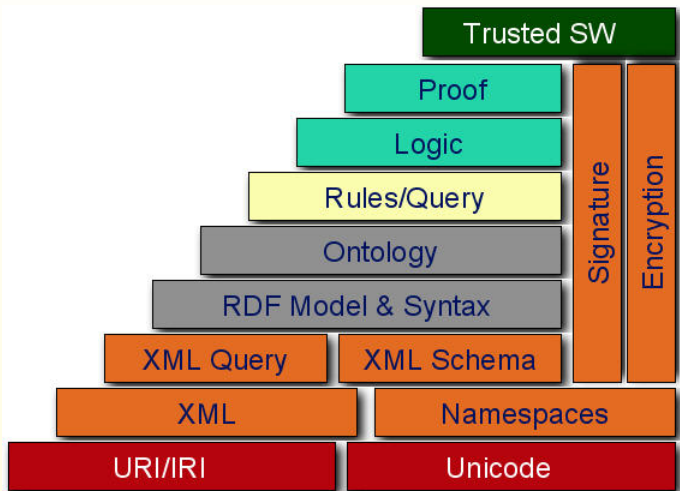 Trusted SW
Proof
Logic
Rules/Query
Ontology
RDF Model & Syntax
XML Query
XML Schema
Signature
Encryption
XML
Namespaces
URI/IRI
Unicode